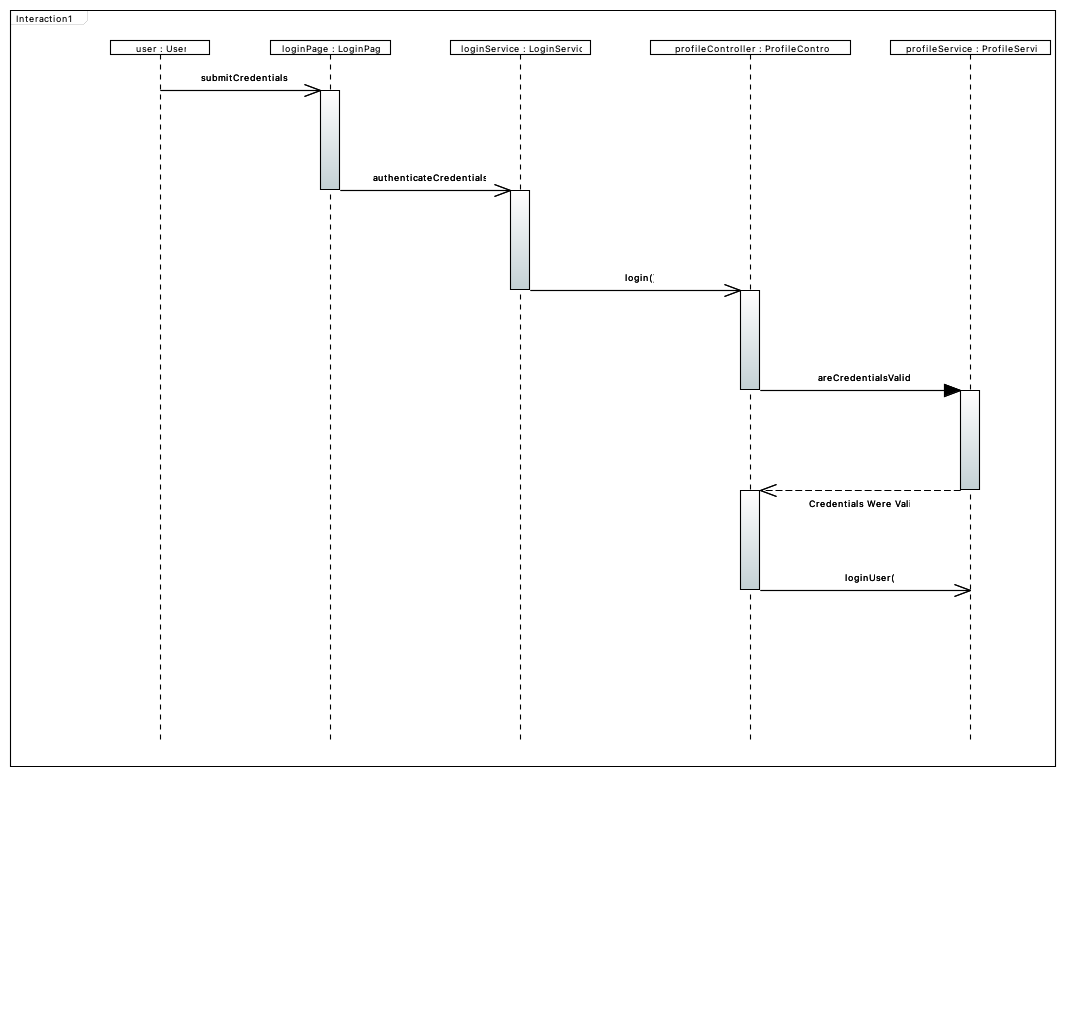 Interaction1
user : User
loginPage : LoginPag
loginService : LoginServic
profileController : ProfileContro
profileService : ProfileServi
submitCredentials
authenticateCredentials
login(
areCredentialsValid
Credentials Were Vali
loginUser(